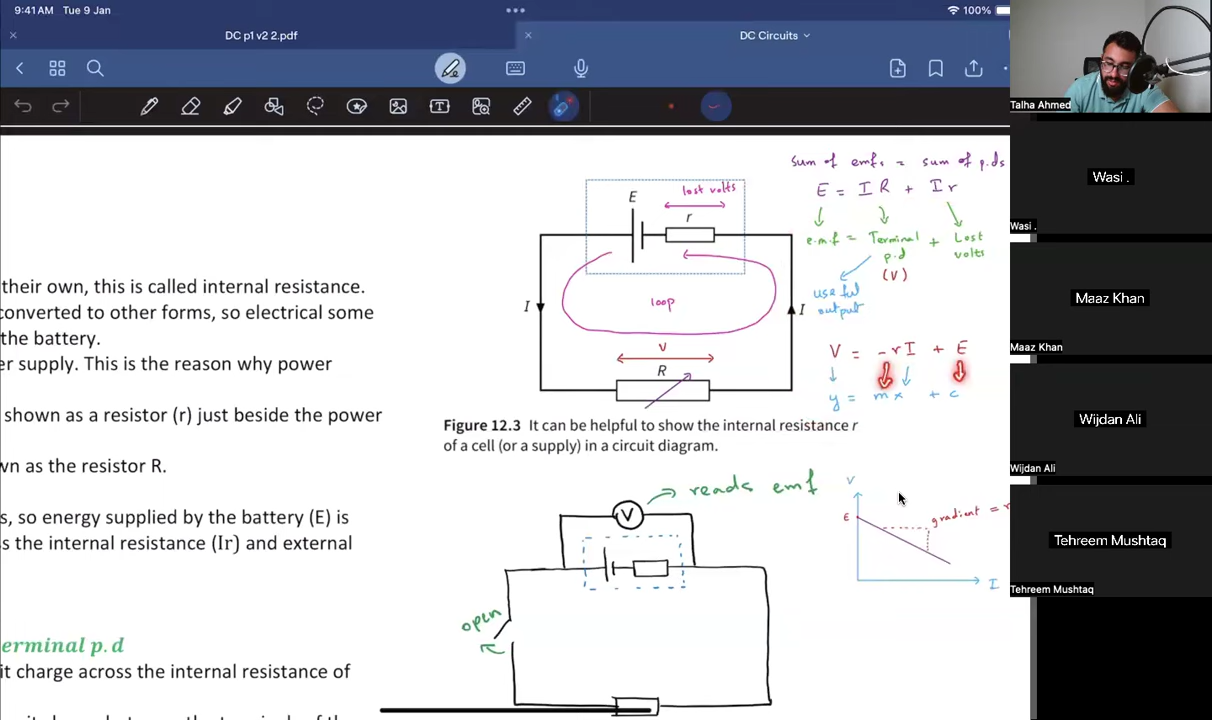 9:41 AM Tue 9 Jan
100%
DC p1 v2 2.pdf
DC Circuits
Talha Ahmed
Wasi .
Wasi .
Maaz Khan
Maaz Khan
Wijdan Ali
Wijdan Ali
Tehreem Mushtaq
Tehreem Mushtaq
their own, this is called internal resistance.
converted to other forms, so electrical some
the battery.
er supply. This is the reason why power
shown as a resistor (r) just beside the power
wn as the resistor R.
s, so energy supplied by the battery (E) is
s the internal resistance (Ir) and external
erminal p.d
it charge across the internal resistance of
E
lost volts
r
I
loop
I
V
R
Figure 12.3 It can be helpful to show the internal resistance r
of a cell (or a supply) in a circuit diagram.
sum of emfs = sum of p.ds
E = IR + Ir
e.m.f = Terminal p.d + Lost volts
(V)
useful
output
V = -rI + E
y = mx + c
V
reads emf
open
V
E
gradient = r
I